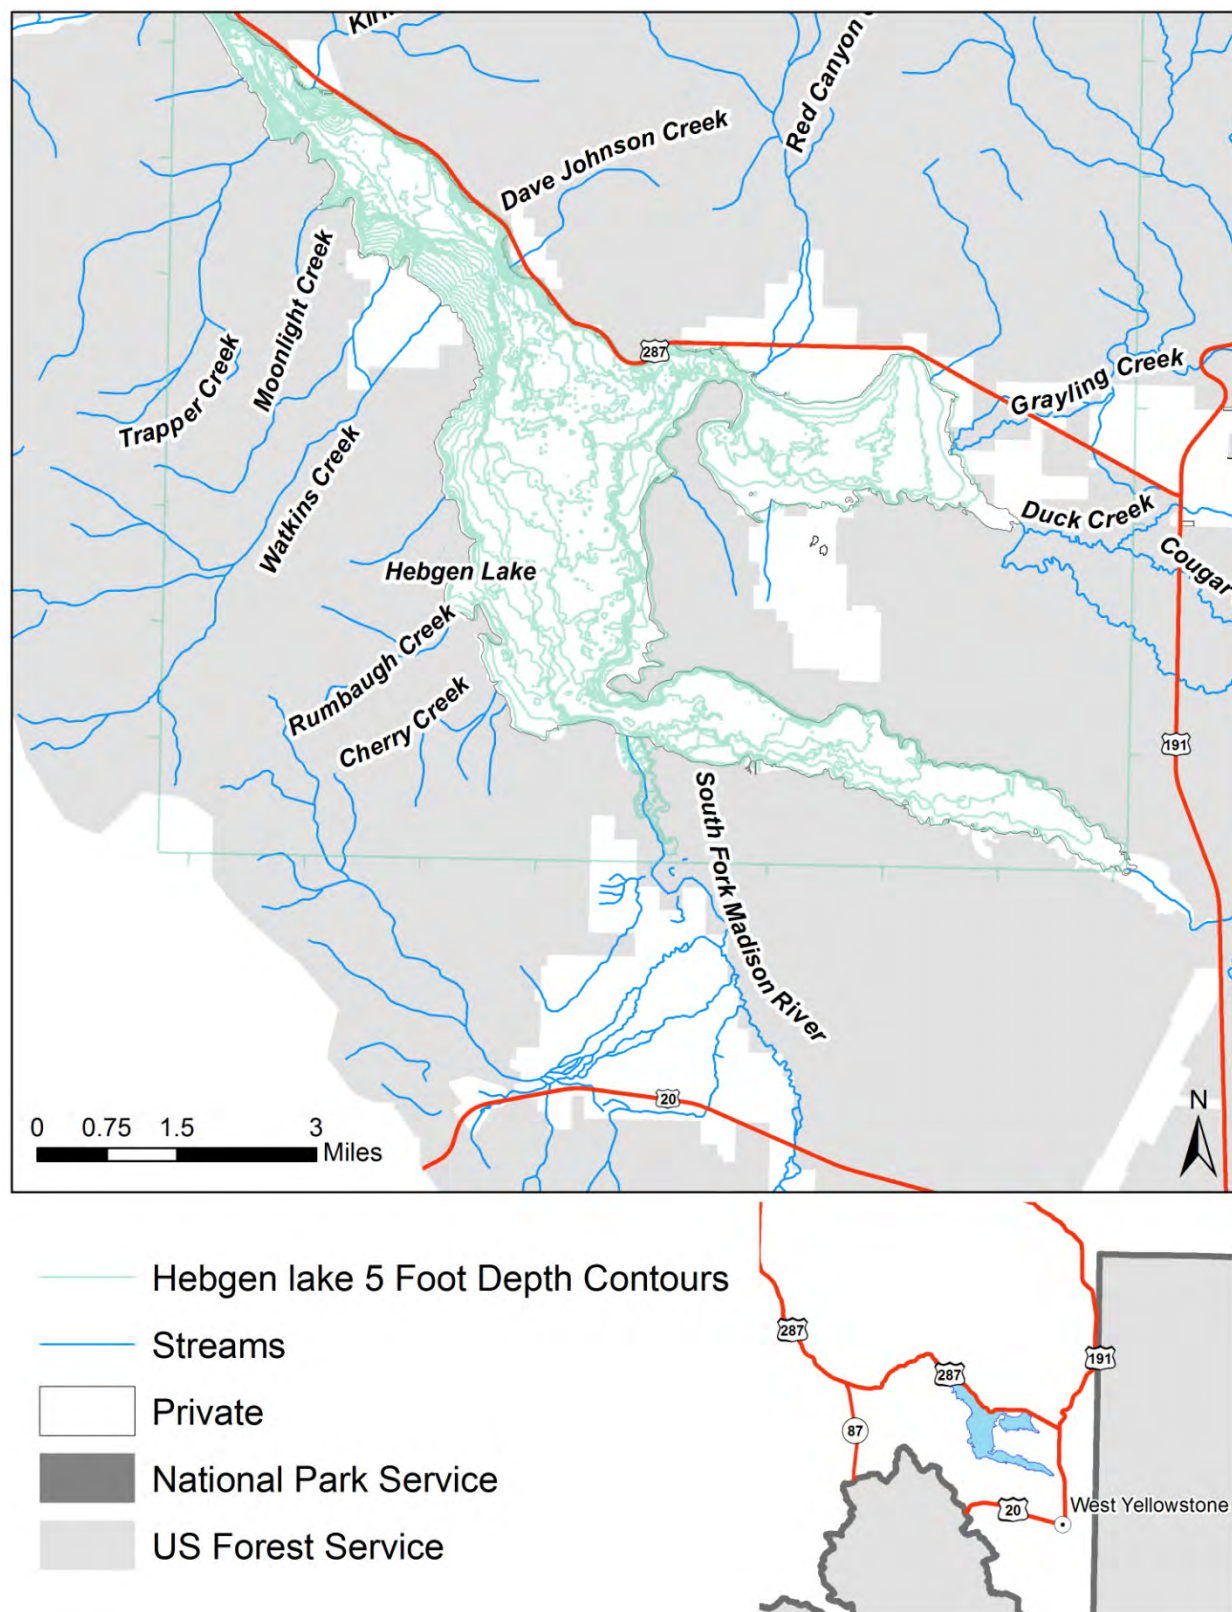 Kirk
Red Canyon C
Dave Johnson Creek
287
Moonlight Creek
Trapper Creek
Grayling Creek
Watkins Creek
Duck Creek
Cougar
Hebgen Lake
Rumbaugh Creek
Cherry Creek
191
South Fork Madison River
20
N
0 0.75 1.5 3
Miles
Hebgen lake 5 Foot Depth Contours
Streams
Private
National Park Service
US Forest Service
287
287
191
87
20
West Yellowstone